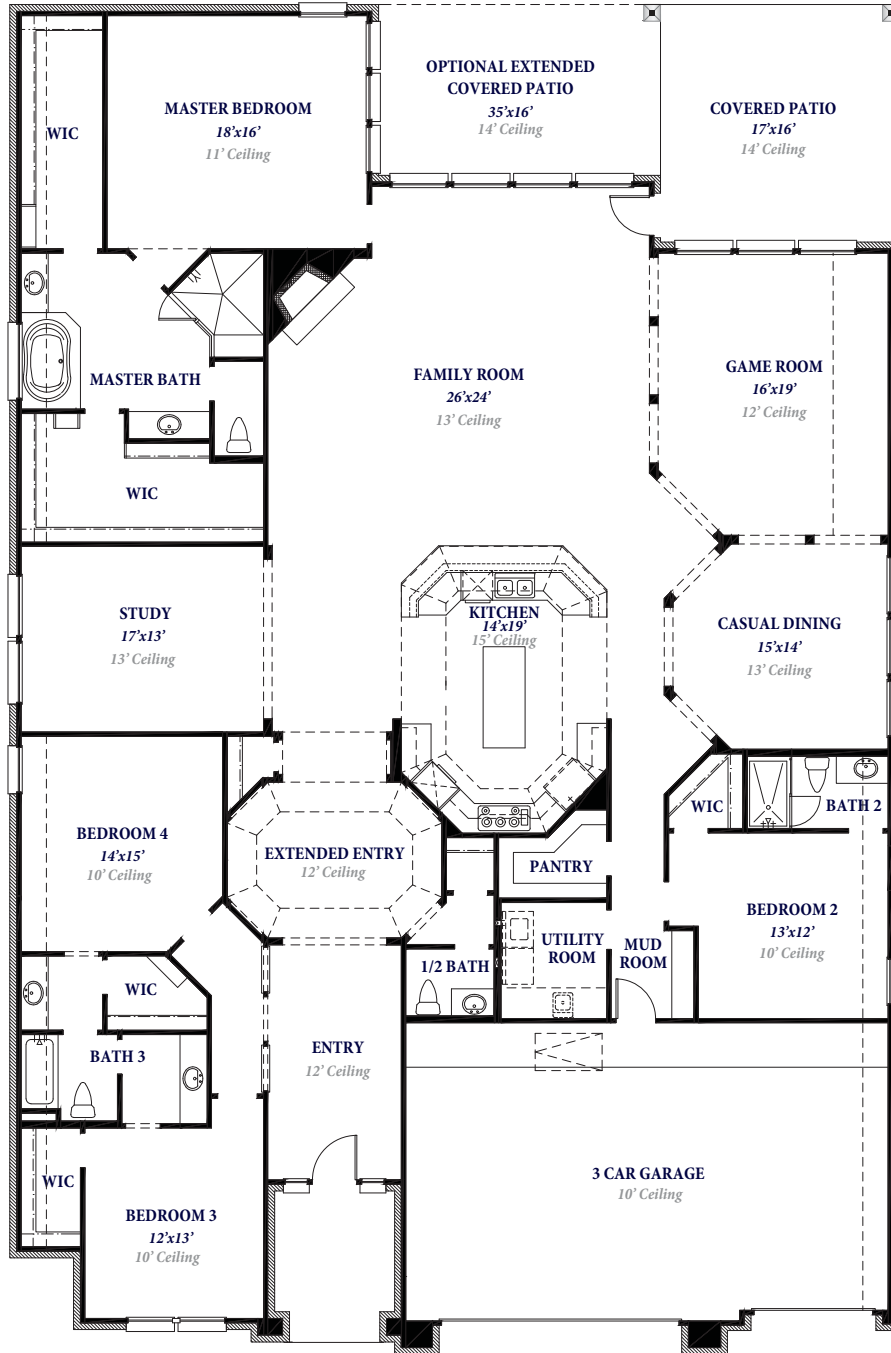 OPTIONAL EXTENDED
COVERED PATIO
35'x16'
14' Ceiling
MASTER BEDROOM
18'x16'
11' Ceiling
COVERED PATIO
17'x16'
14' Ceiling
WIC
FAMILY ROOM
26'x24'
13' Ceiling
GAME ROOM
16'x19'
12' Ceiling
MASTER BATH
WIC
STUDY
17'x13'
13' Ceiling
KITCHEN
14'x19'
15' Ceiling
CASUAL DINING
15'x14'
13' Ceiling
WIC
BATH 2
BEDROOM 4
14'x15'
10' Ceiling
EXTENDED ENTRY
12' Ceiling
PANTRY
BEDROOM 2
13'x12'
10' Ceiling
UTILITY
ROOM
MUD
ROOM
1/2 BATH
WIC
BATH 3
ENTRY
12' Ceiling
WIC
3 CAR GARAGE
10' Ceiling
BEDROOM 3
12'x13'
10' Ceiling